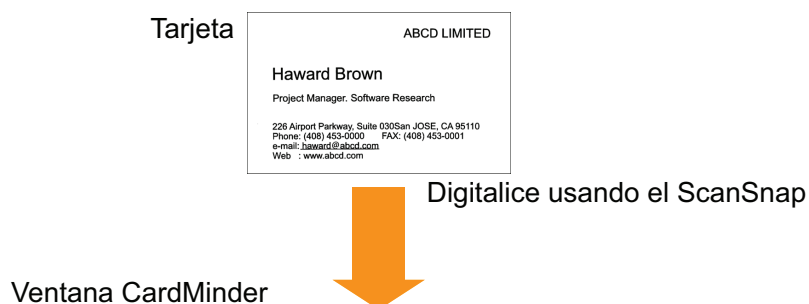 Tarjeta
ABCD LIMITED
Haward Brown
Project Manager. Software Research
226 Airport Parkway, Suite 030San JOSE, CA 95110
Phone: (408) 453-0000 FAX: (408) 453-0001
e-mail: haward@abcd.com
Web : www.abcd.com
Digitalice usando el ScanSnap
Ventana CardMinder